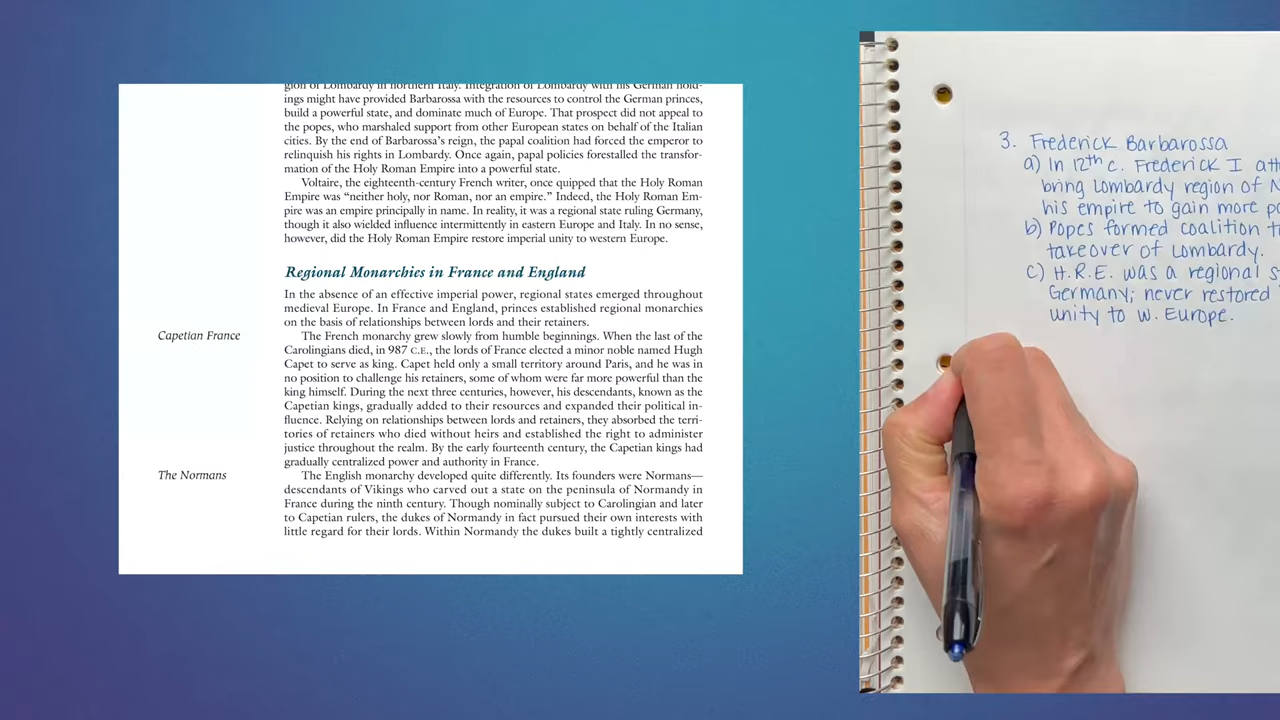 gion of Lombardy in northern Italy. Integration of Lombardy with his German hold-
ings might have provided Barbarossa with the resources to control the German princes,
build a powerful state, and dominate much of Europe. That prospect did not appeal to
the popes, who marshaled support from other European states on behalf of the Italian
cities. By the end of Barbarossa's reign, the papal coalition had forced the emperor to
relinquish his rights in Lombardy. Once again, papal policies forestalled the transfor-
mation of the Holy Roman Empire into a powerful state.
Voltaire, the eighteenth-century French writer, once quipped that the Holy Roman
Empire was “neither holy, nor Roman, nor an empire.” Indeed, the Holy Roman Em-
pire was an empire principally in name. In reality, it was a regional state ruling Germany,
though it also wielded influence intermittently in eastern Europe and Italy. In no sense,
however, did the Holy Roman Empire restore imperial unity to western Europe.
Regional Monarchies in France and England
In the absence of an effective imperial power, regional states emerged throughout
medieval Europe. In France and England, princes established regional monarchies
on the basis of relationships between lords and their retainers.
Capetian France
The French monarchy grew slowly from humble beginnings. When the last of the
Carolingians died, in 987 C.E., the lords of France elected a minor noble named Hugh
Capet to serve as king. Capet held only a small territory around Paris, and he was in
no position to challenge his retainers, some of whom were far more powerful than the
king himself. During the next three centuries, however, his descendants, known as the
Capetian kings, gradually added to their resources and expanded their political in-
fluence. Relying on relationships between lords and retainers, they absorbed the terri-
tories of retainers who died without heirs and established the right to administer
justice throughout the realm. By the early fourteenth century, the Capetian kings had
gradually centralized power and authority in France.
The Normans
The English monarchy developed quite differently. Its founders were Normans—
descendants of Vikings who carved out a state on the peninsula of Normandy in
France during the ninth century. Though nominally subject to Carolingian and later
to Capetian rulers, the dukes of Normandy in fact pursued their own interests with
little regard for their lords. Within Normandy the dukes built a tightly centralized
3. Frederick Barbarossa
a) In 12th c. Frederick I
bring Lombardy region of
his empire to gain more
b) Popes formed coalition
takeover of Lombardy.
c) H.R.E. was a regional
Germany; never restored
unity to W. Europe.